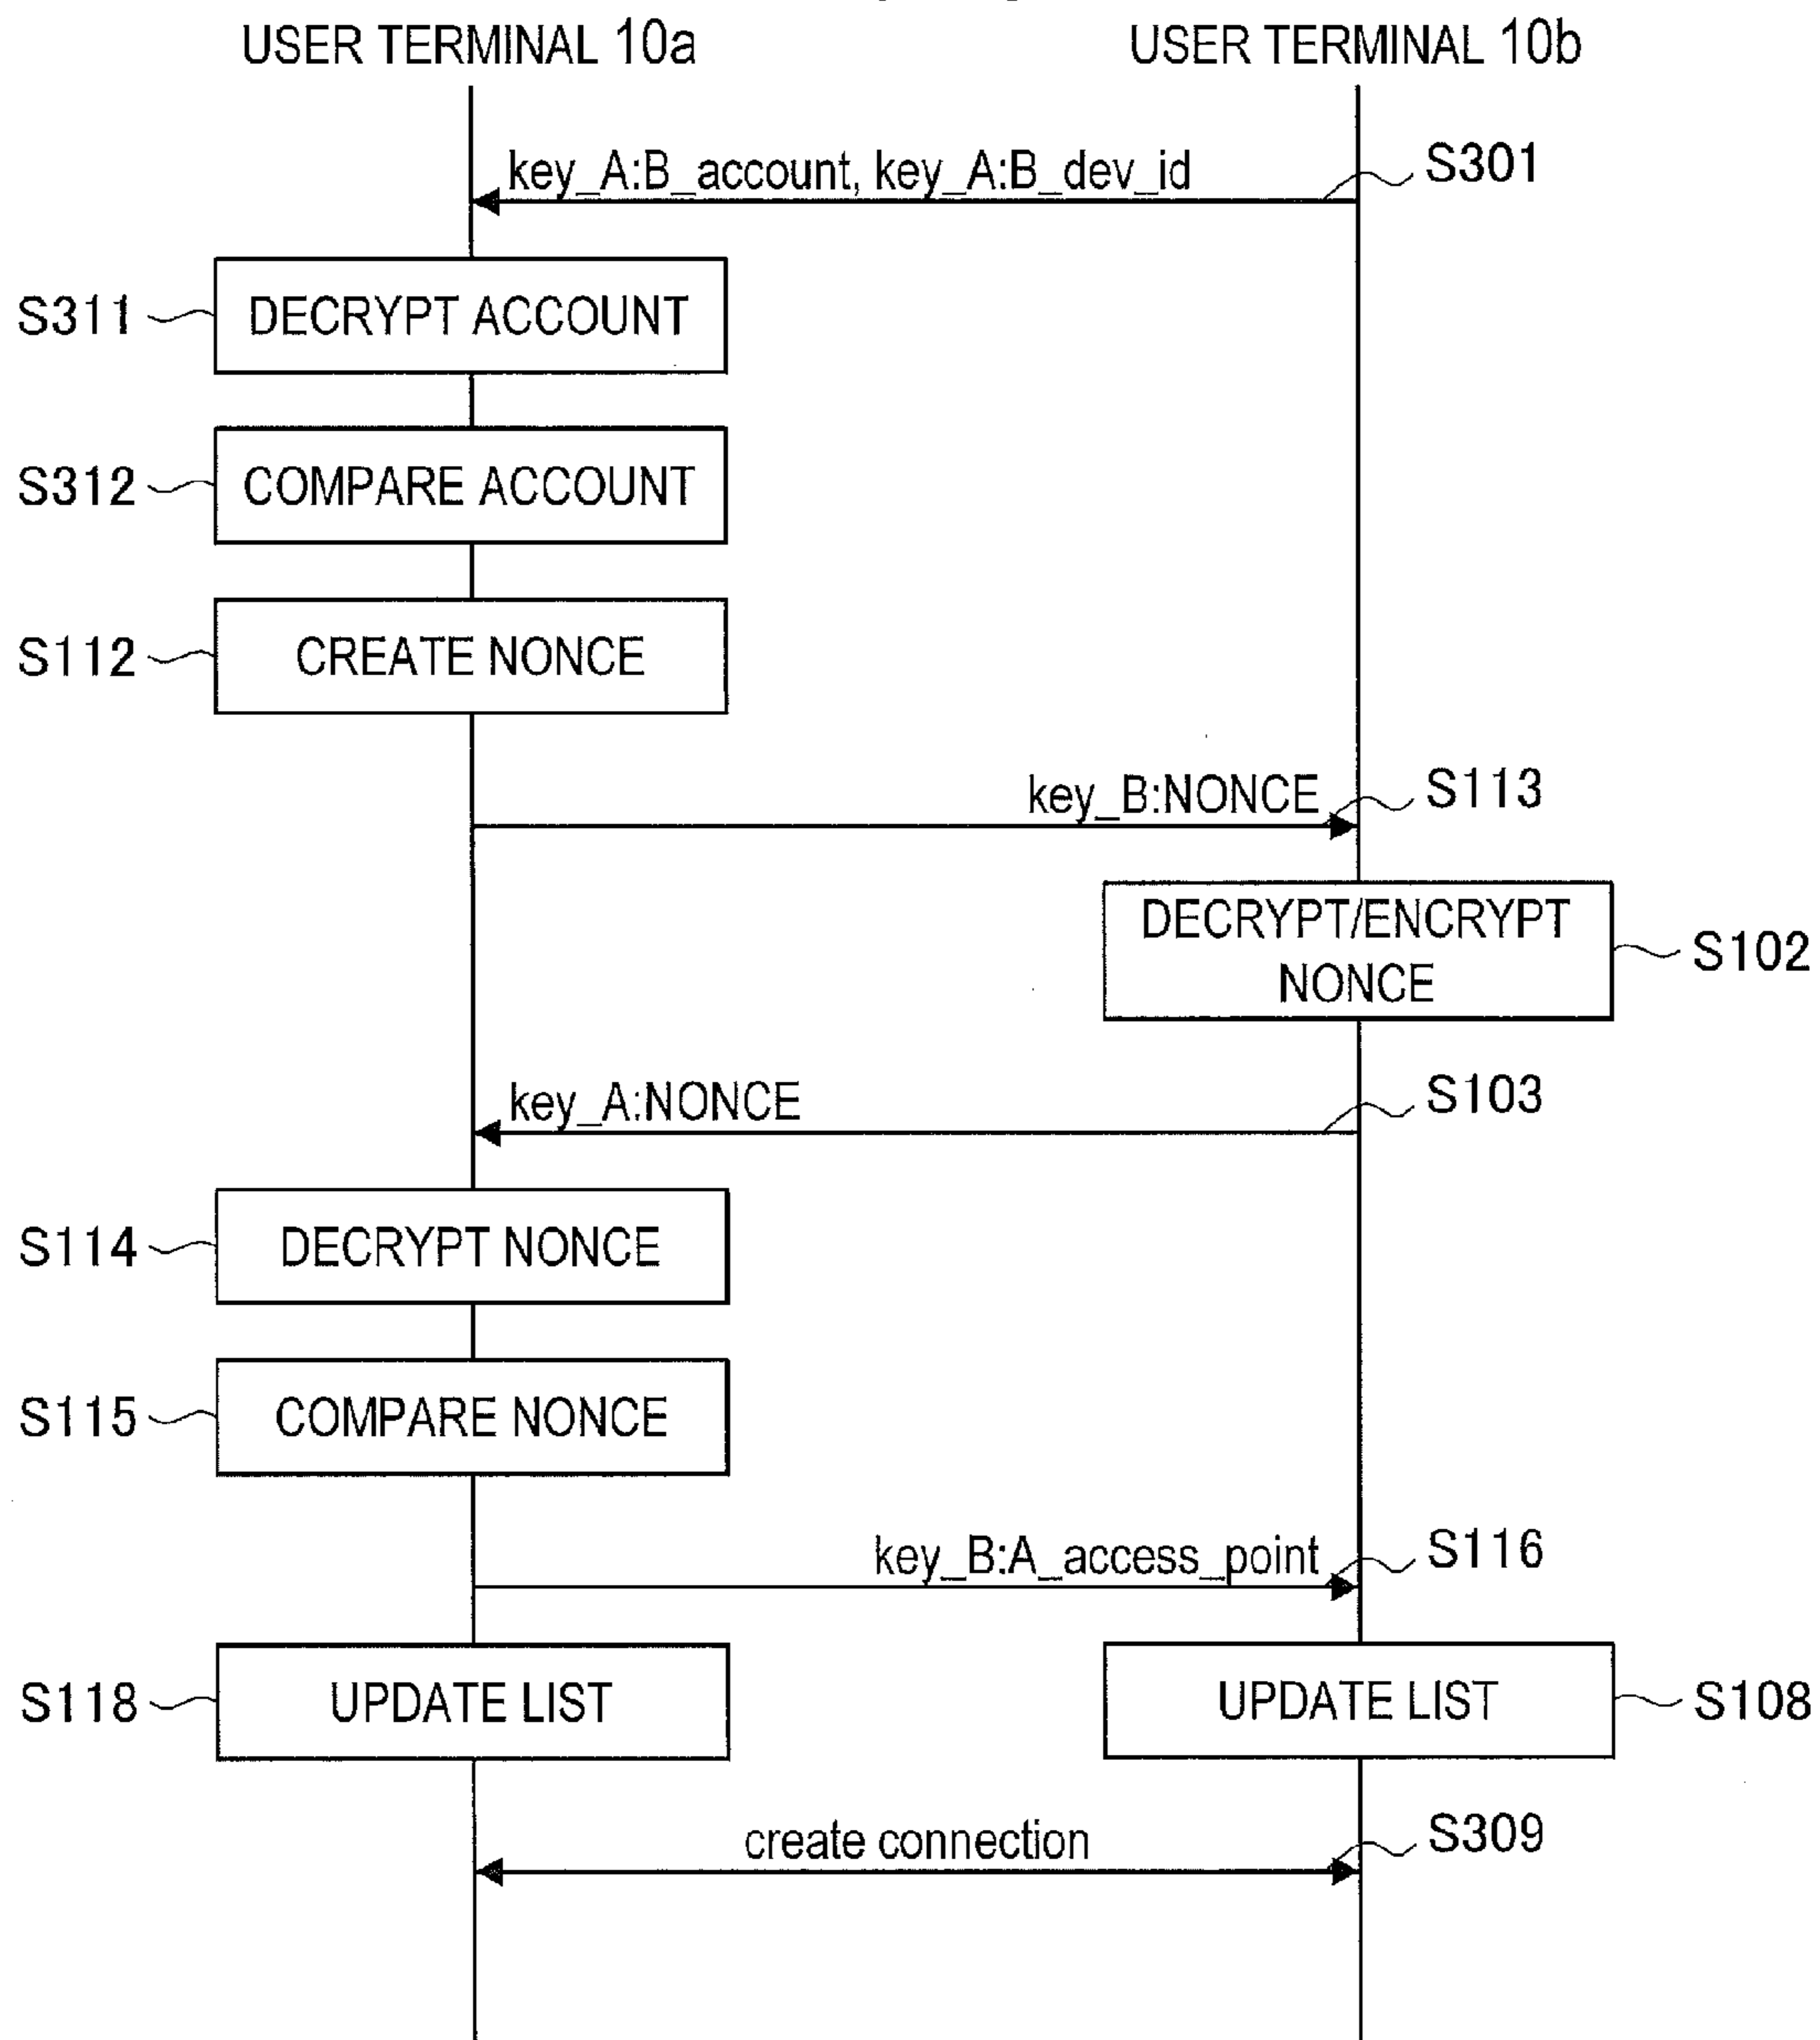 USER TERMINAL 10a
USER TERMINAL 10b
key_A:B_account, key_A:B_dev_id
S301
S311
DECRYPT ACCOUNT
S312
COMPARE ACCOUNT
S112
CREATE NONCE
key_B:NONCE
S113
DECRYPT/ENCRYPT
NONCE
S102
key_A:NONCE
S103
S114
DECRYPT NONCE
S115
COMPARE NONCE
key_B:A_access_point
S116
S118
UPDATE LIST
UPDATE LIST
S108
create connection
S309